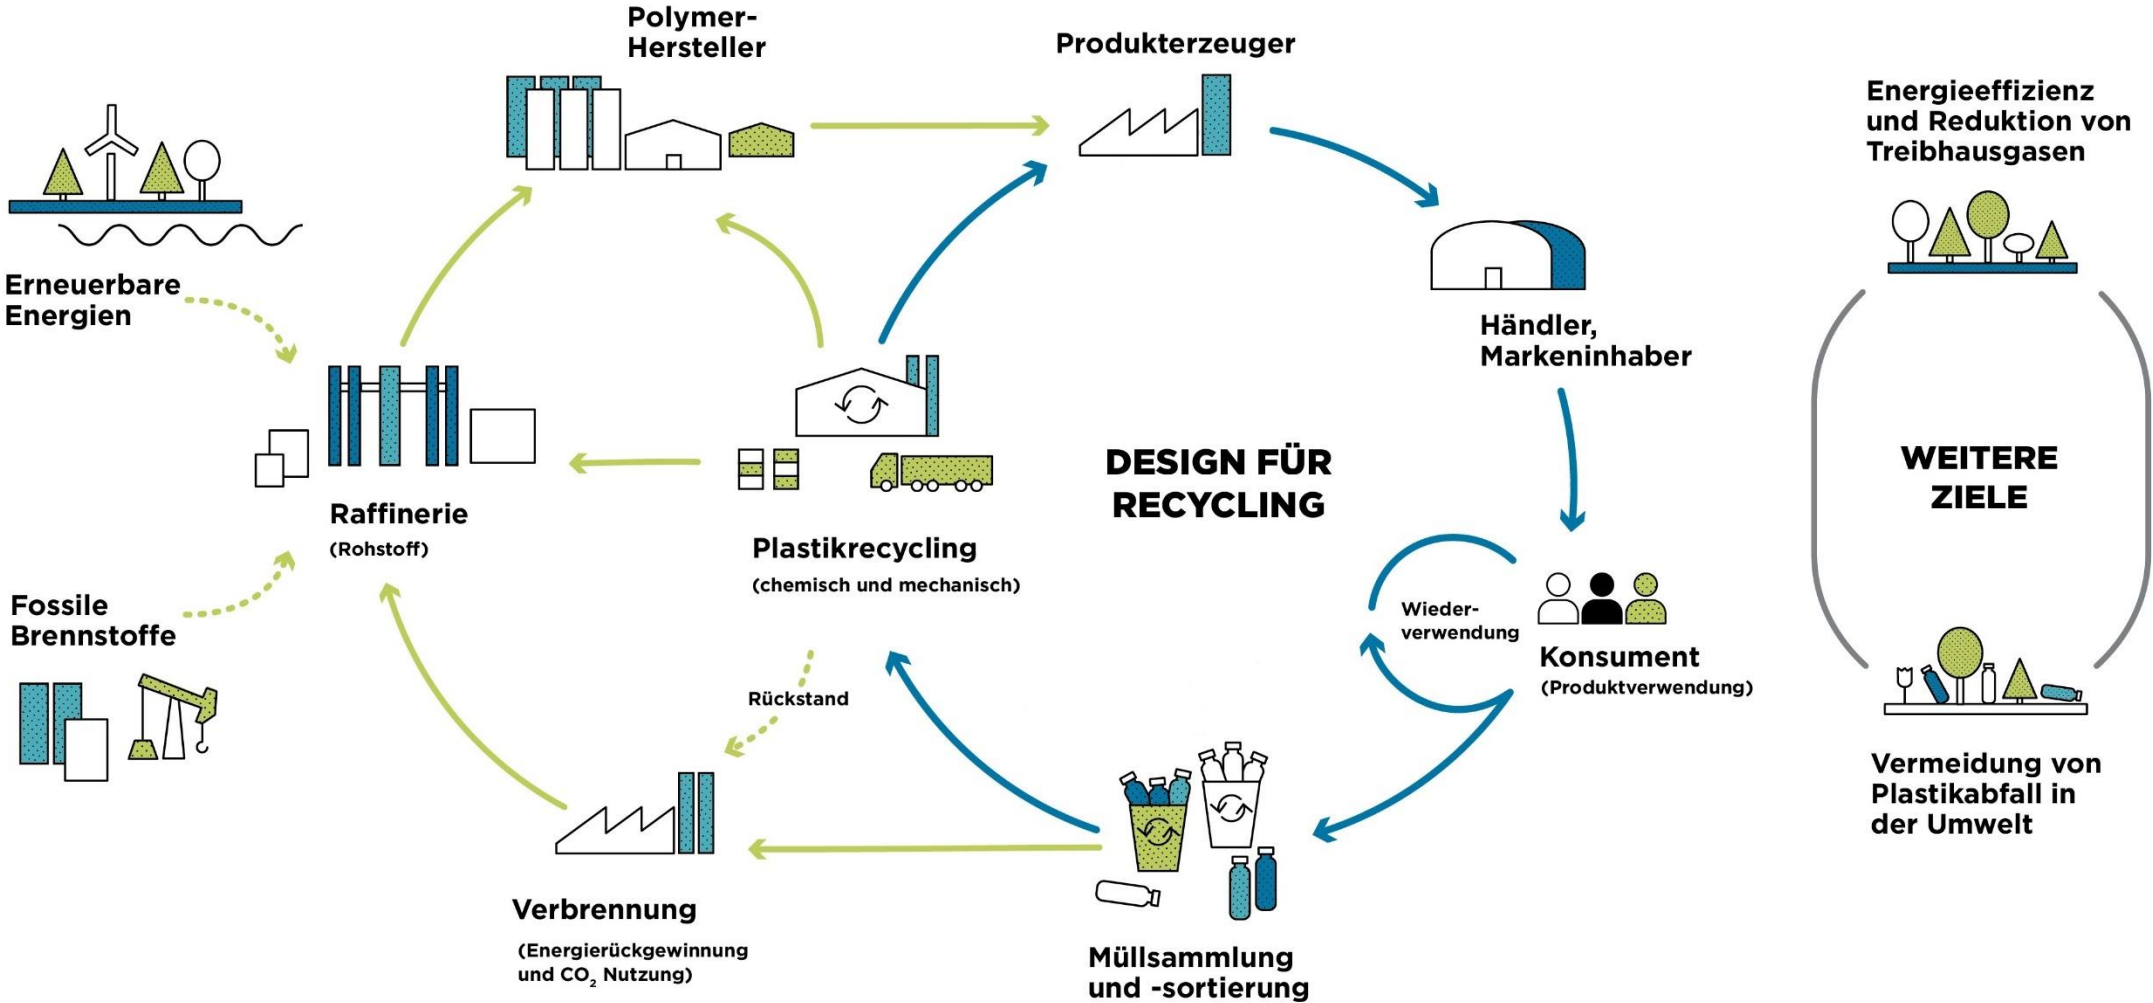 Polymer-
Hersteller
Produkterzeuger
Energieeffizienz
und Reduktion von
Treibhausgasen
Erneuerbare
Energien
Händler,
Markeninhaber
DESIGN FÜR
RECYCLING
WEITERE
ZIELE
Raffinerie
(Rohstoff)
Plastikrecycling
(chemisch und mechanisch)
Fossile
Brennstoffe
Wieder-
verwendung
Konsument
(Produktverwendung)
Rückstand
Vermeidung von
Plastikabfall in
der Umwelt
Verbrennung
(Energierückgewinnung
und CO₂ Nutzung)
Müllsammlung
und -sortierung